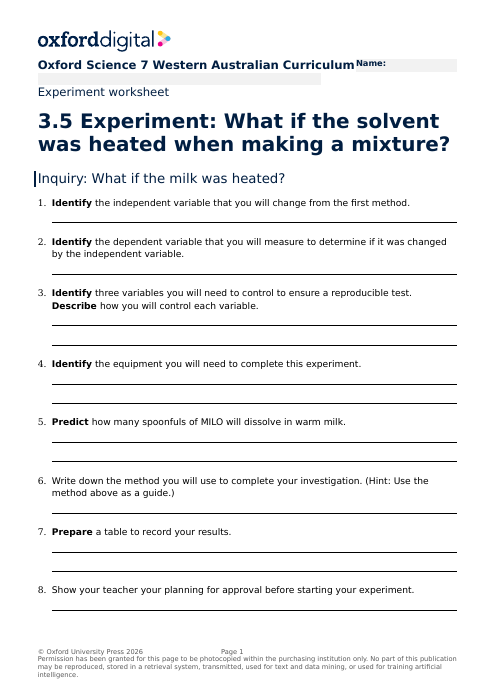 oxforddigital
Oxford Science 7 Western Australian Curriculum Name:
Experiment worksheet
3.5 Experiment: What if the solvent
was heated when making a mixture?
Inquiry: What if the milk was heated?
1. Identify the independent variable that you will change from the first method.
2. Identify the dependent variable that you will measure to determine if it was changed
by the independent variable.
3. Identify three variables you will need to control to ensure a reproducible test.
Describe how you will control each variable.
4. Identify the equipment you will need to complete this experiment.
5. Predict how many spoonfuls of MILO will dissolve in warm milk.
6. Write down the method you will use to complete your investigation. (Hint: Use the
method above as a guide.)
7. Prepare a table to record your results.
8. Show your teacher your planning for approval before starting your experiment.
© Oxford University Press 2026 Page 1
Permission has been granted for this page to be photocopied within the purchasing institution only. No part of this publication
may be reproduced, stored in a retrieval system, transmitted, used for text and data mining, or used for training artificial
intelligence.